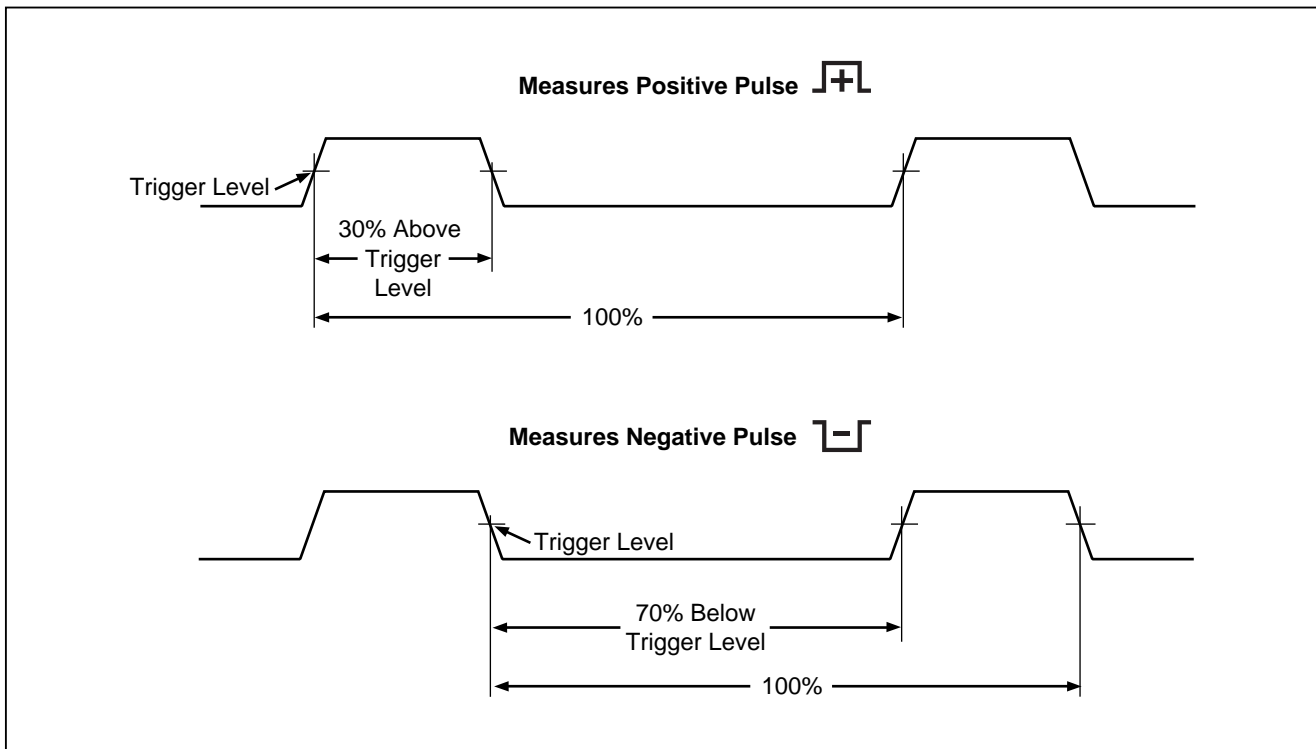 Measures Positive Pulse +
Trigger Level
30% Above
Trigger
Level
100%
Measures Negative Pulse -
Trigger Level
70% Below
Trigger Level
100%